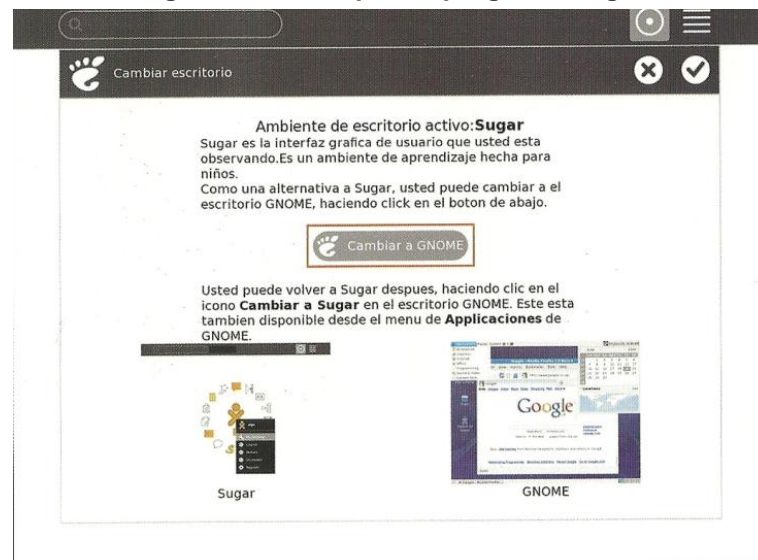 Cambiar escritorio
Ambiente de escritorio activo:Sugar
Sugar es la interfaz grafica de usuario que usted esta
observando.Es un ambiente de aprendizaje hecha para
niños.
Como una alternativa a Sugar, usted puede cambiar a el
escritorio GNOME, haciendo click en el boton de abajo.
Cambiar a GNOME
Usted puede volver a Sugar despues, haciendo clic en el
icono Cambiar a Sugar en el escritorio GNOME. Este esta
tambien disponible desde el menu de Aplicaciones de
GNOME.
Google
Sugar
GNOME